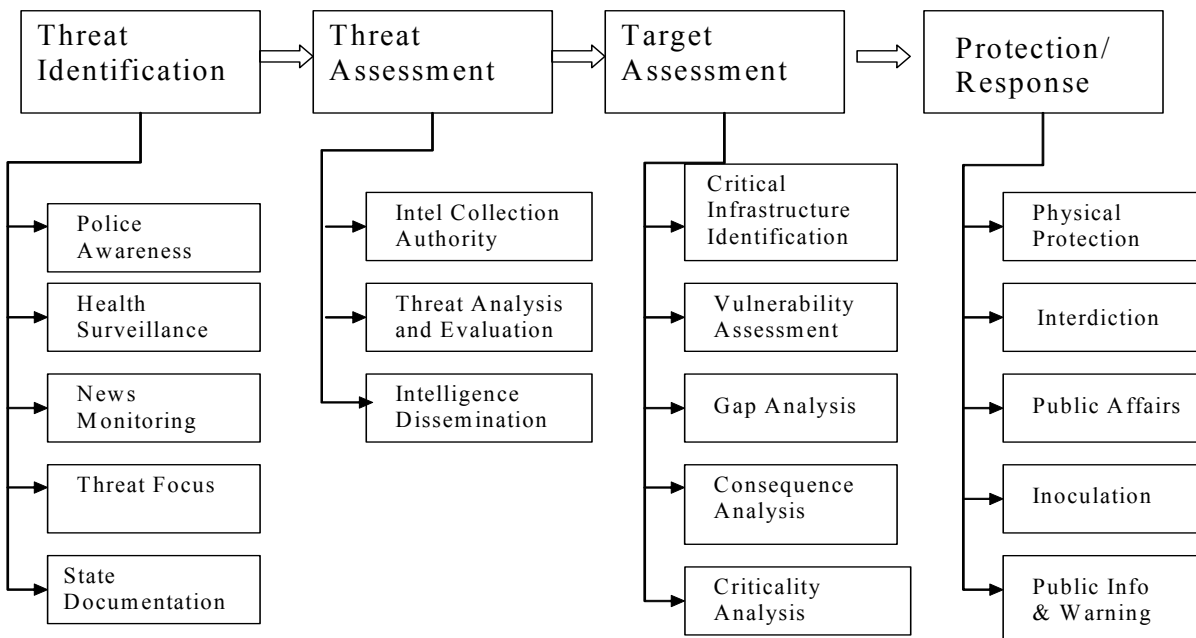 Threat
Identification
Threat
Assessment
Target
Assessment
Protection/
Response
Police
Awareness
Health
Surveillance
News
Monitoring
Threat Focus
State
Documentation
Intel Collection
Authority
Threat Analysis
and Evaluation
Intelligence
Dissemination
Critical
Infrastructure
Identification
Vulnerability
Assessment
Gap Analysis
Consequence
Analysis
Criticality
Analysis
Physical
Protection
Interdiction
Public Affairs
Inoculation
Public Info
& Warning